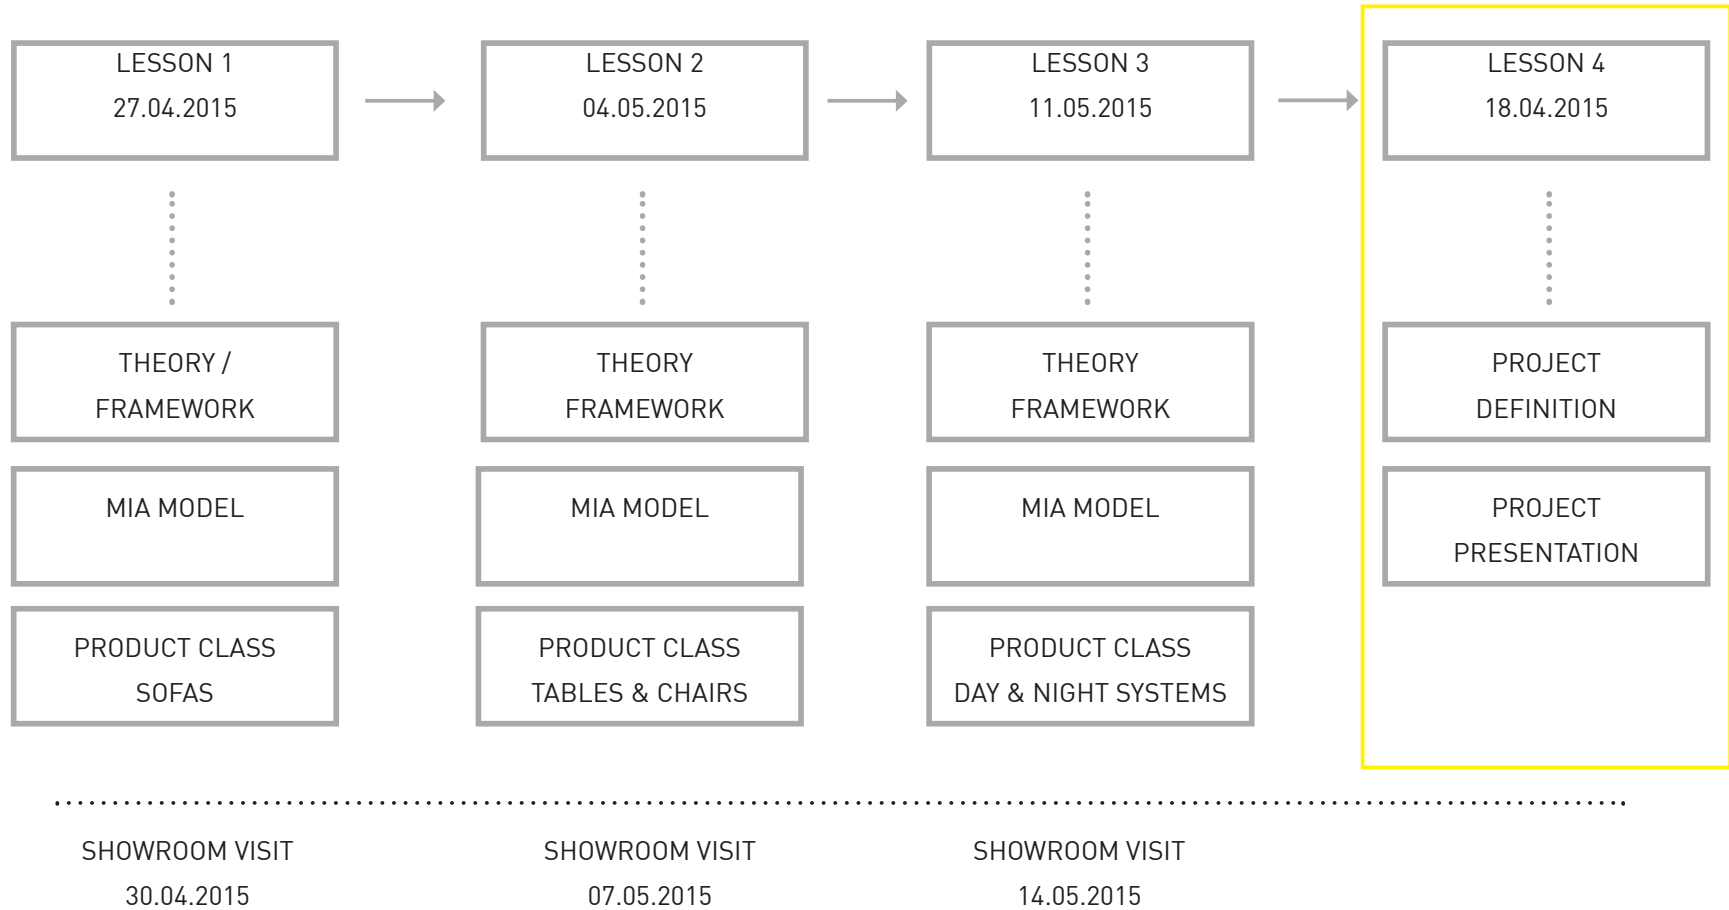 LESSON 1
27.04.2015
LESSON 2
04.05.2015
LESSON 3
11.05.2015
LESSON 4
18.04.2015
THEORY /
FRAMEWORK
THEORY
FRAMEWORK
THEORY
FRAMEWORK
PROJECT
DEFINITION
MIA MODEL
MIA MODEL
MIA MODEL
PROJECT
PRESENTATION
PRODUCT CLASS
SOFAS
PRODUCT CLASS
TABLES & CHAIRS
PRODUCT CLASS
DAY & NIGHT SYSTEMS
SHOWROOM VISIT
30.04.2015
SHOWROOM VISIT
07.05.2015
SHOWROOM VISIT
14.05.2015